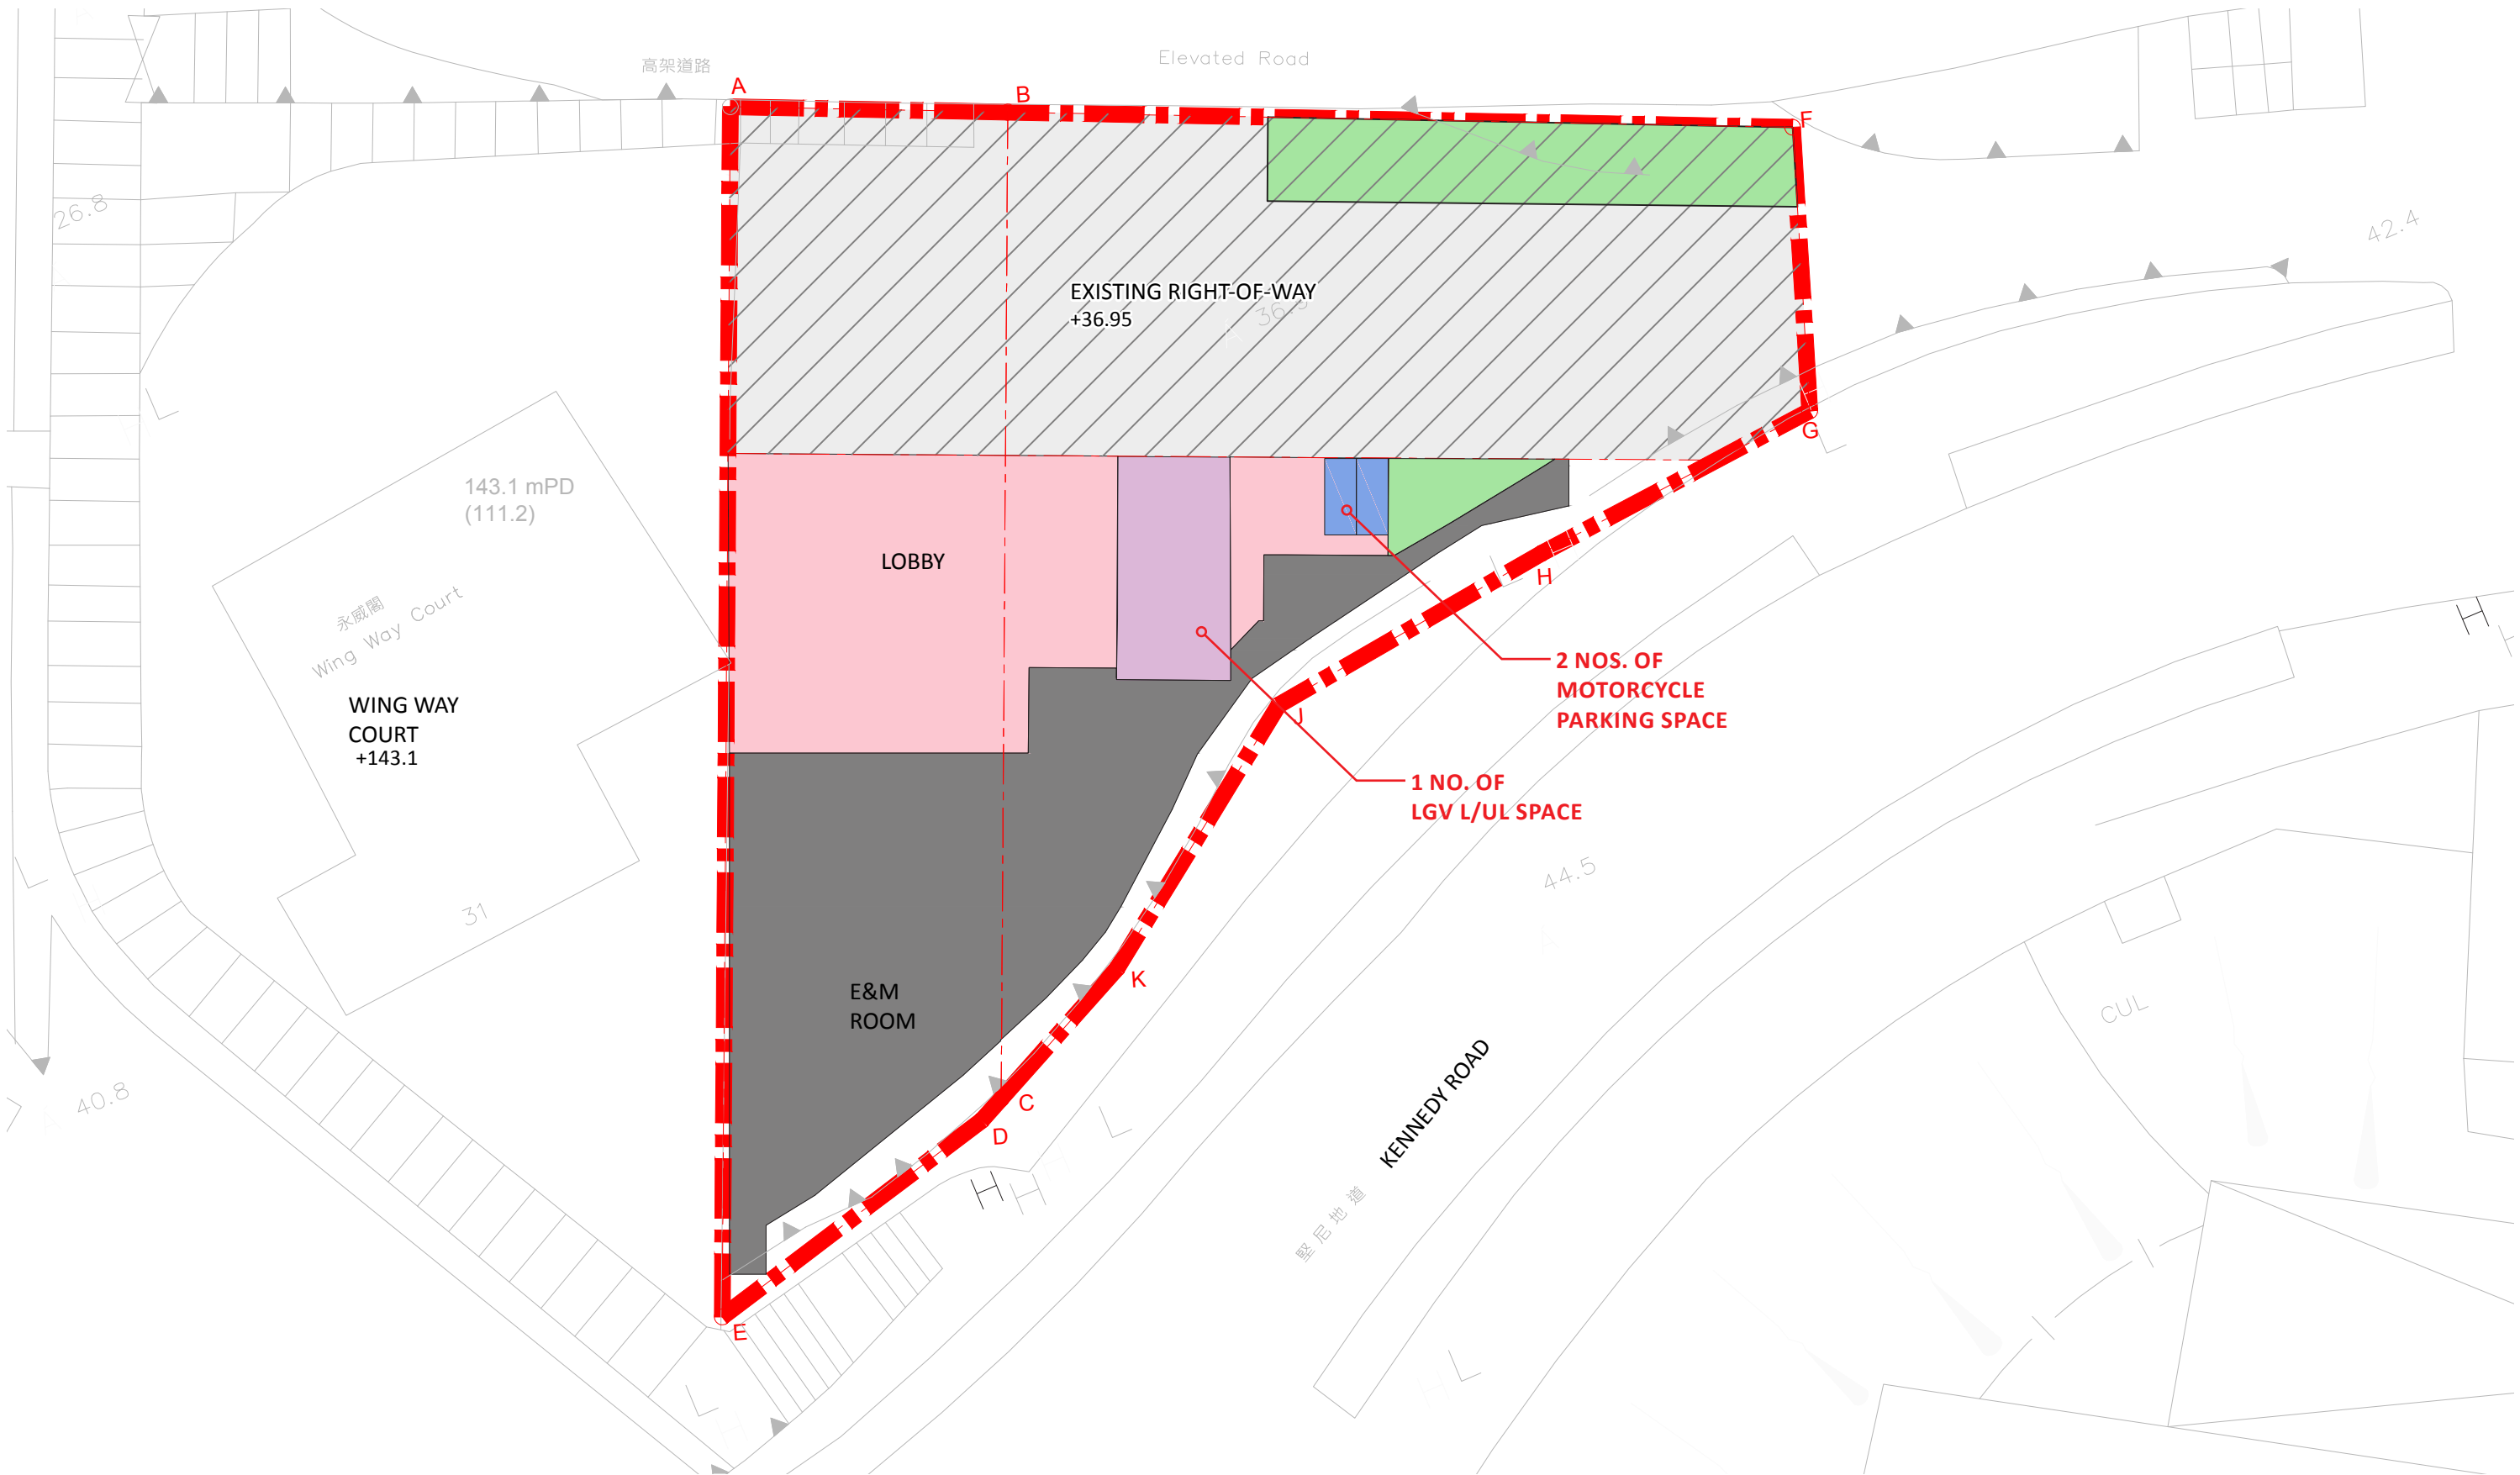 高架道路
Elevated Road
A
B
F
26.8
42.4
EXISTING RIGHT-OF-WAY
+36.95
36.9
G
143.1 mPD
(111.2)
LOBBY
H
永威閣
Wing Way Court
WING WAY
COURT
+143.1
2 NOS. OF
MOTORCYCLE
PARKING SPACE
J
1 NO. OF
LGV L/UL SPACE
44.5
31
K
E&M
ROOM
CUL
40.8
C
D
KENNEDY ROAD
堅尼地道
H
H
L
E
L
L